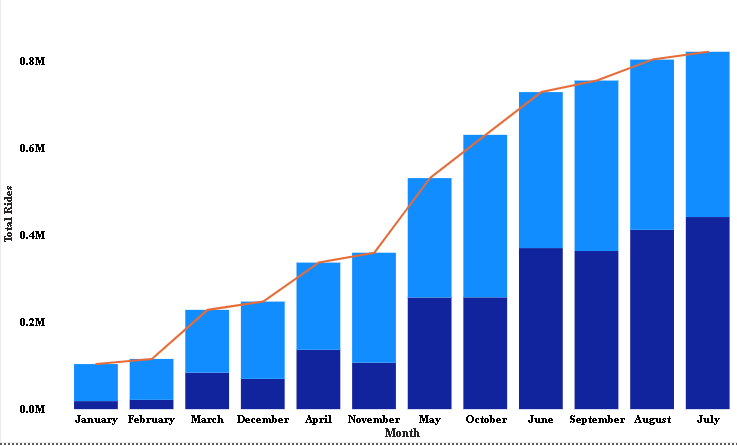 0.8M
0.6M
0.4M
0.2M
0.0M
Total Rides
January February March December April November May October June September August July
Month